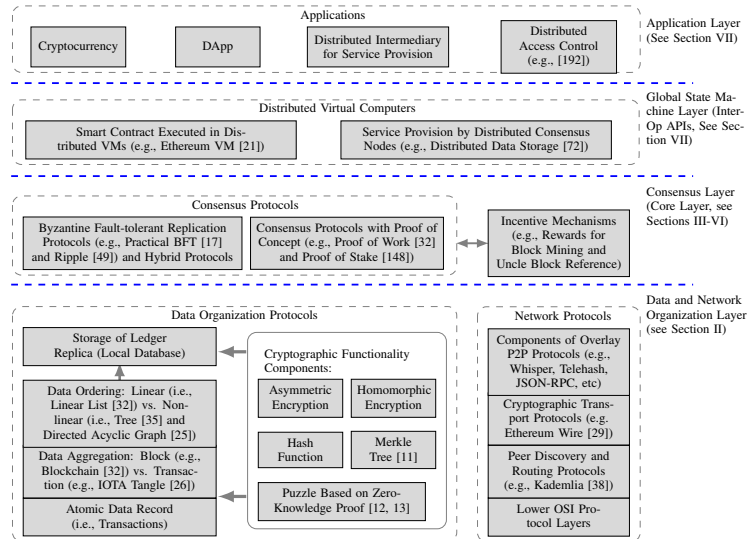 Applications
Cryptocurrency
DApp
Distributed Intermediary
for Service Provision
Distributed
Access Control
(e.g., [192])
Application Layer
(See Section VII)
Distributed Virtual Computers
Smart Contract Executed in Dis-
tributed VMs (e.g., Ethereum VM [21])
Service Provision by Distributed Consensus
Nodes (e.g., Distributed Data Storage [72])
Global State Ma-
chine Layer (Inter-
Op APIs, See Sec-
tion VII)
Consensus Protocols
Byzantine Fault-tolerant Replication
Protocols (e.g., Practical BFT [17]
and Ripple [49]) and Hybrid Protocols
Consensus Protocols with Proof of
Concept (e.g., Proof of Work [32]
and Proof of Stake [148])
Incentive Mechanisms
(e.g., Rewards for
Block Mining and
Uncle Block Reference)
Consensus Layer
(Core Layer, see
Sections III-VI)
Data Organization Protocols
Storage of Ledger
Replica (Local Database)
Data Ordering: Linear (i.e.,
Linear List [32]) vs. Non-
linear (i.e., Tree [35] and
Directed Acyclic Graph [25])
Data Aggregation: Block (e.g.,
Blockchain [32]) vs. Transac-
tion (e.g., IOTA Tangle [26])
Atomic Data Record
(i.e., Transactions)
Cryptographic Functionality
Components:
Asymmetric
Encryption
Homomorphic
Encryption
Hash
Function
Merkle
Tree [11]
Puzzle Based on Zero-
Knowledge Proof [12, 13]
Network Protocols
Components of Overlay
P2P Protocols (e.g.,
Whisper, Telehash,
JSON-RPC, etc)
Cryptographic Trans-
port Protocols (e.g.
Ethereum Wire [29])
Peer Discovery and
Routing Protocols
(e.g., Kademlia [38])
Lower OSI Pro-
tocol Layers
Data and Network
Organization Layer
(see Section II)